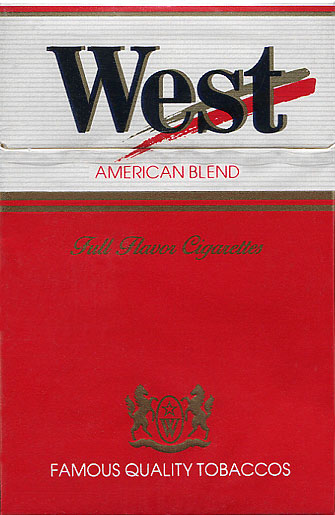 West
AMERICAN BLEND
Full Flavor Cigarettes
FAMOUS QUALITY TOBACCOS